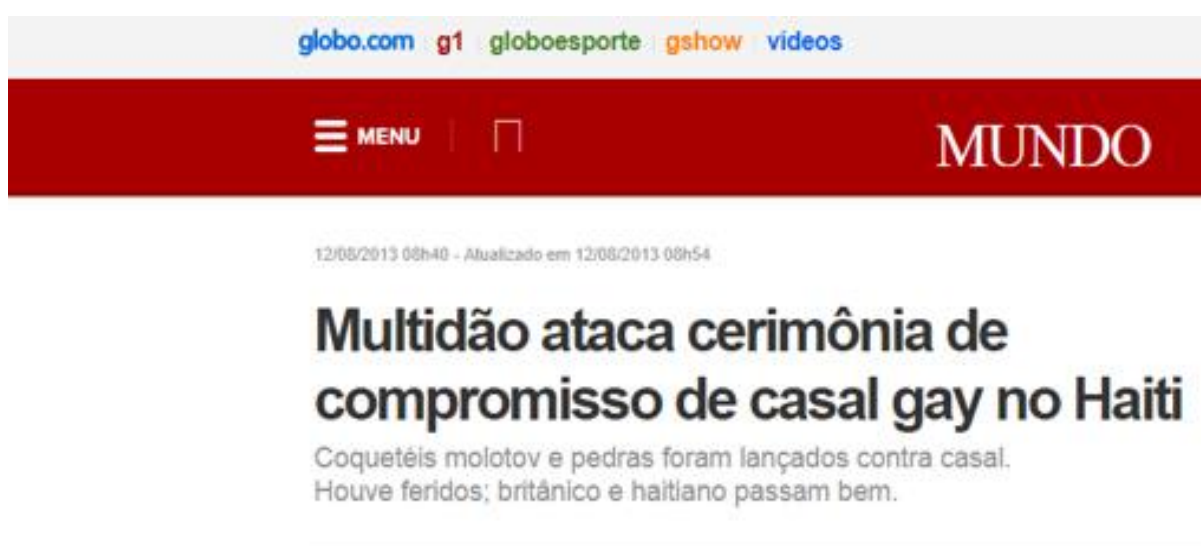 globo.com g1 globoesporte gshow vídeos
MENU MUNDO
12/08/2013 08h40 - Atualizado em 12/08/2013 08h54
Multidão ataca cerimônia de
compromisso de casal gay no Haiti
Coquetéis molotov e pedras foram lançados contra casal.
Houve feridos; britânico e haitiano passam bem.